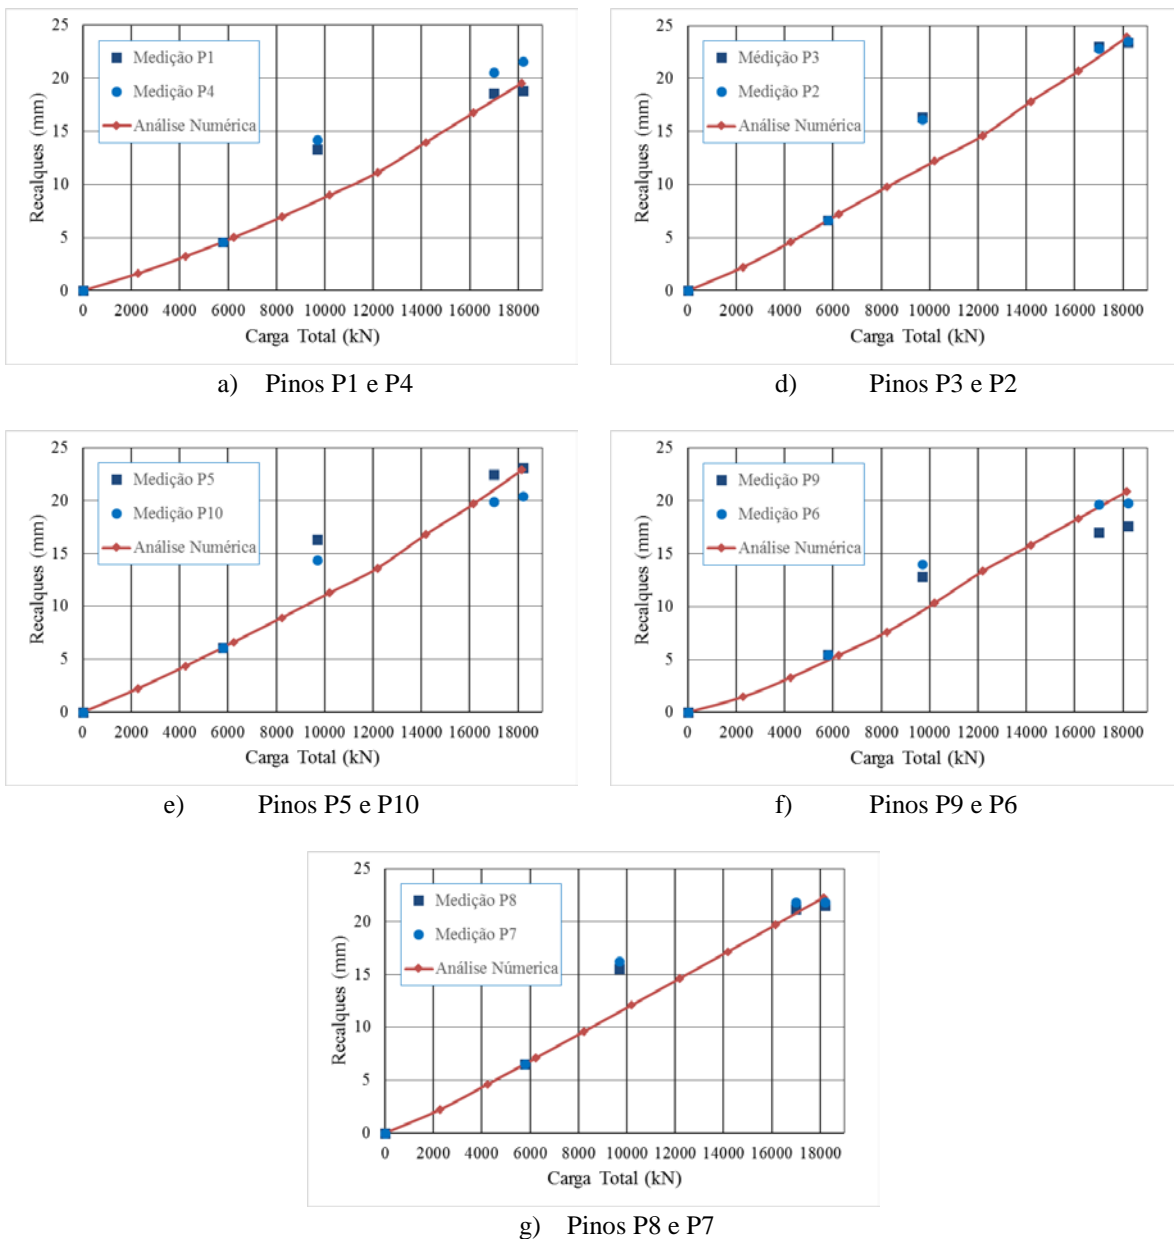 25
20
15
10
5
0
Recalques (mm)
Medição P1
Medição P4
Análise Numérica
0 2000 4000 6000 8000 10000 12000 14000 16000 18000
Carga Total (kN)
a) Pinos P1 e P4
25
20
15
10
5
0
Recalques (mm)
Médição P3
Medição P2
Análise Numérica
0 2000 4000 6000 8000 10000 12000 14000 16000 18000
Carga Total (kN)
d) Pinos P3 e P2
25
20
15
10
5
0
Recalques (mm)
Medição P5
Medição P10
Análise Numérica
0 2000 4000 6000 8000 10000 12000 14000 16000 18000
Carga Total (kN)
e) Pinos P5 e P10
25
20
15
10
5
0
Recalques (mm)
Medição P9
Medição P6
Análise Numérica
0 2000 4000 6000 8000 10000 12000 14000 16000 18000
Carga Total (kN)
f) Pinos P9 e P6
25
20
15
10
5
0
Recalques (mm)
Medição P8
Medição P7
Análise Númerica
0 2000 4000 6000 8000 10000 12000 14000 16000 18000
Carga Total (kN)
g) Pinos P8 e P7